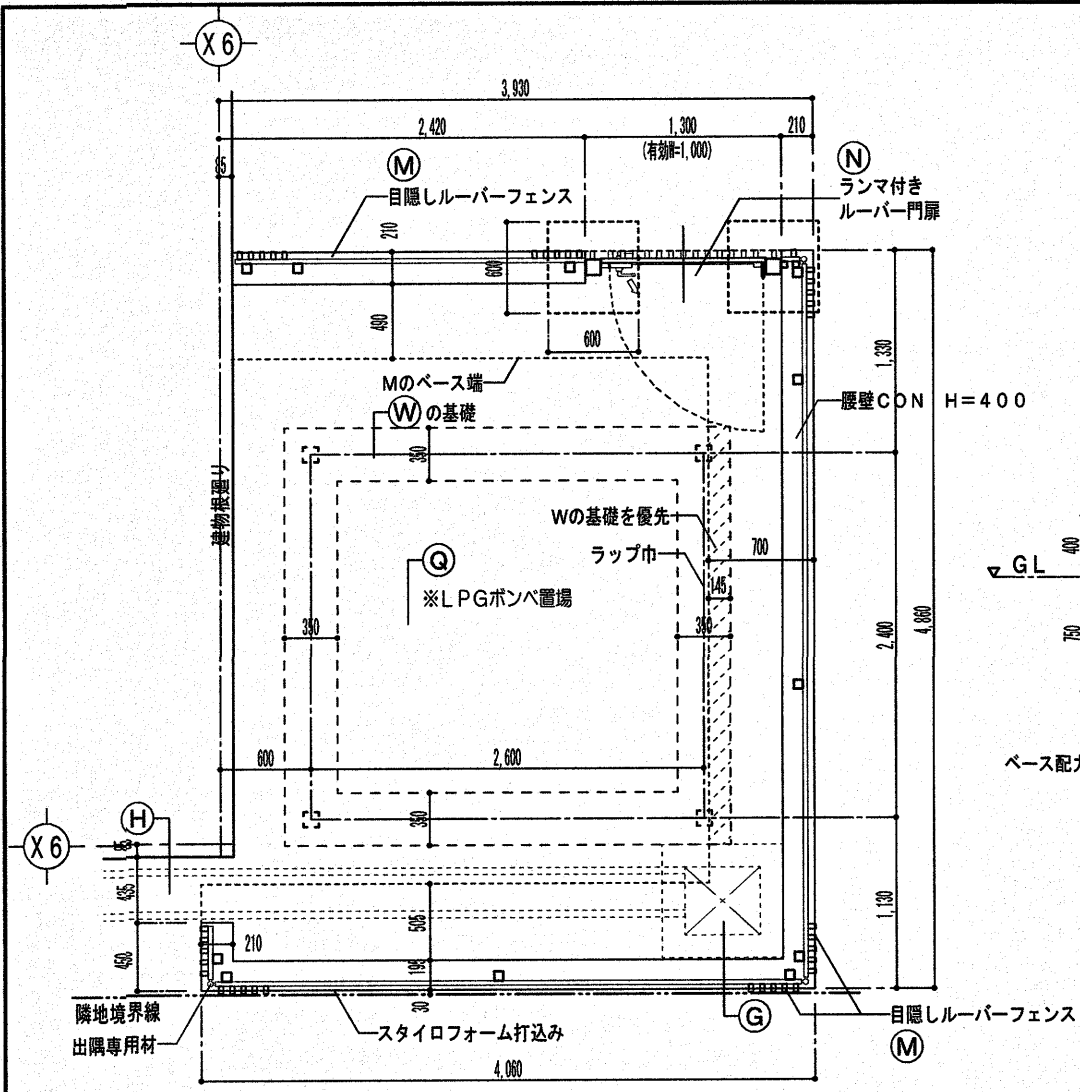 X6
3,930
2,420
1,300
210
(有効W=1,000)
85
M
目隠しルーバーフェンス
N
ランマ付き
ルーバー門扉
210
600
490
600
1,330
Mのベース端
Wの基礎
腰壁CON H=400
350
建物根廻り
Wの基礎を優先
ラップ巾
700
Q
※LPGボンベ置場
145
350
350
2,400
4,860
GL
400
750
600
2,600
ベース配
H
350
X6
85
435
505
1,130
450
210
195
30
隣地境界線
出隅専用材
スタイロフォーム打込み
G
目隠しルーバーフェンス
M
4,060